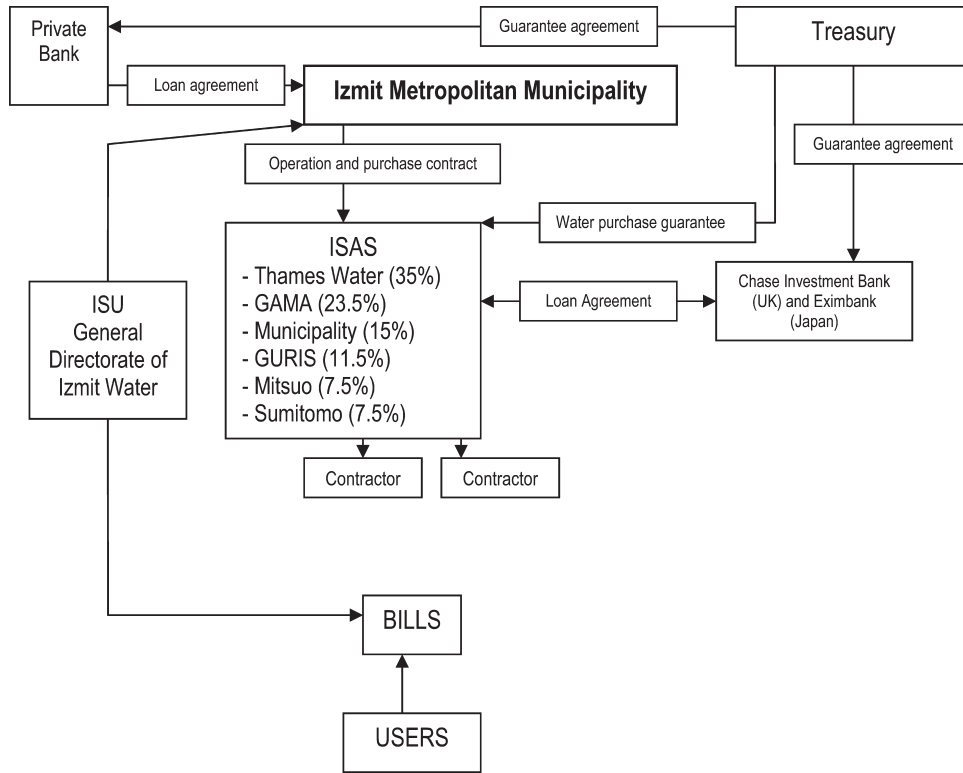 Private
Bank
Guarantee agreement
Treasury
Loan agreement
Izmit Metropolitan Municipality
Guarantee agreement
Operation and purchase contract
Water purchase guarantee
ISAS
- Thames Water (35%)
- GAMA (23.5%)
- Municipality (15%)
- GURIS (11.5%)
- Mitsuo (7.5%)
- Sumitomo (7.5%)
Loan Agreement
Chase Investment Bank
(UK) and Eximbank
(Japan)
ISU
General
Directorate of
Izmit Water
Contractor
Contractor
BILLS
USERS